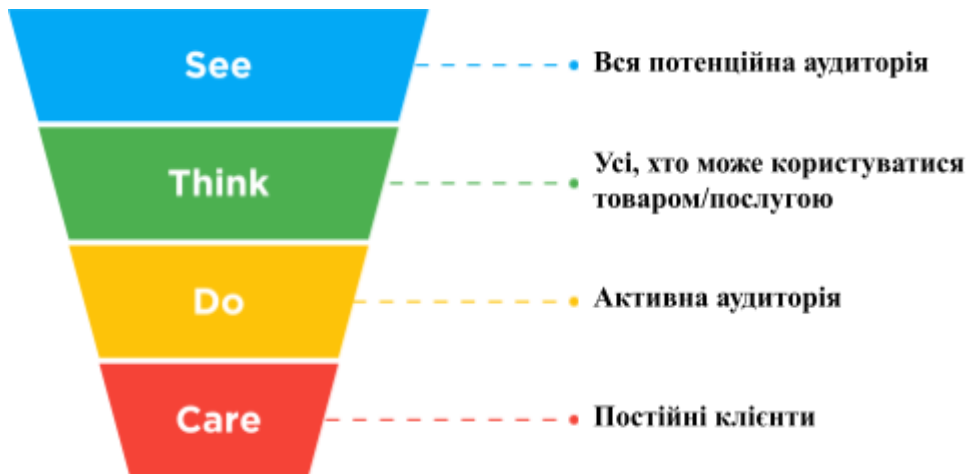 See
Вся потенційна аудиторія
Think
Усі, хто може користуватися
товаром/послугою
Do
Активна аудиторія
Care
Постійні клієнти